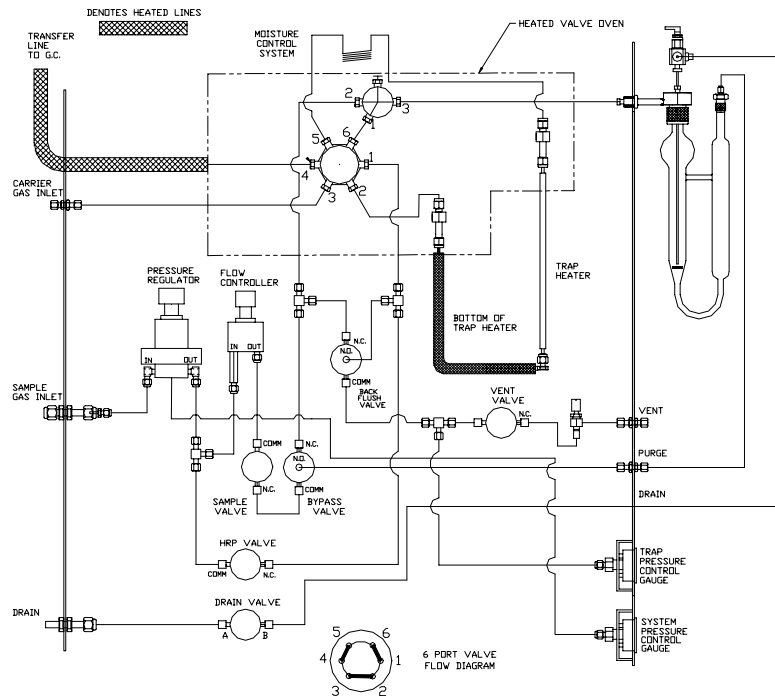 DENOTES HEATED LINES
TRANSFER
LINE
TO G.C.
MOISTURE
CONTROL
SYSTEM
HEATED VALVE OVEN
2
3
1
5
6
4
1
3
2
CARRIER
GAS INLET
PRESSURE
REGULATOR
FLOW
CONTROLLER
TRAP
HEATER
BOTTOM OF
TRAP HEATER
IN
OUT
IN
OUT
N.C.
N.O.
COMM
BACK
FLUSH
VALVE
SAMPLE
GAS INLET
VENT
VALVE
N.C.
VENT
COMM
N.C.
N.O.
PURGE
N.C.
COMM
SAMPLE
VALVE
BYPASS
VALVE
DRAIN
HRP VALVE
COMM
N.C.
TRAP
PRESSURE
CONTROL
GAUGE
DRAIN
DRAIN VALVE
A
B
SYSTEM
PRESSURE
CONTROL
GAUGE
5
6
4
1
3
2
6 PORT VALVE
FLOW DIAGRAM